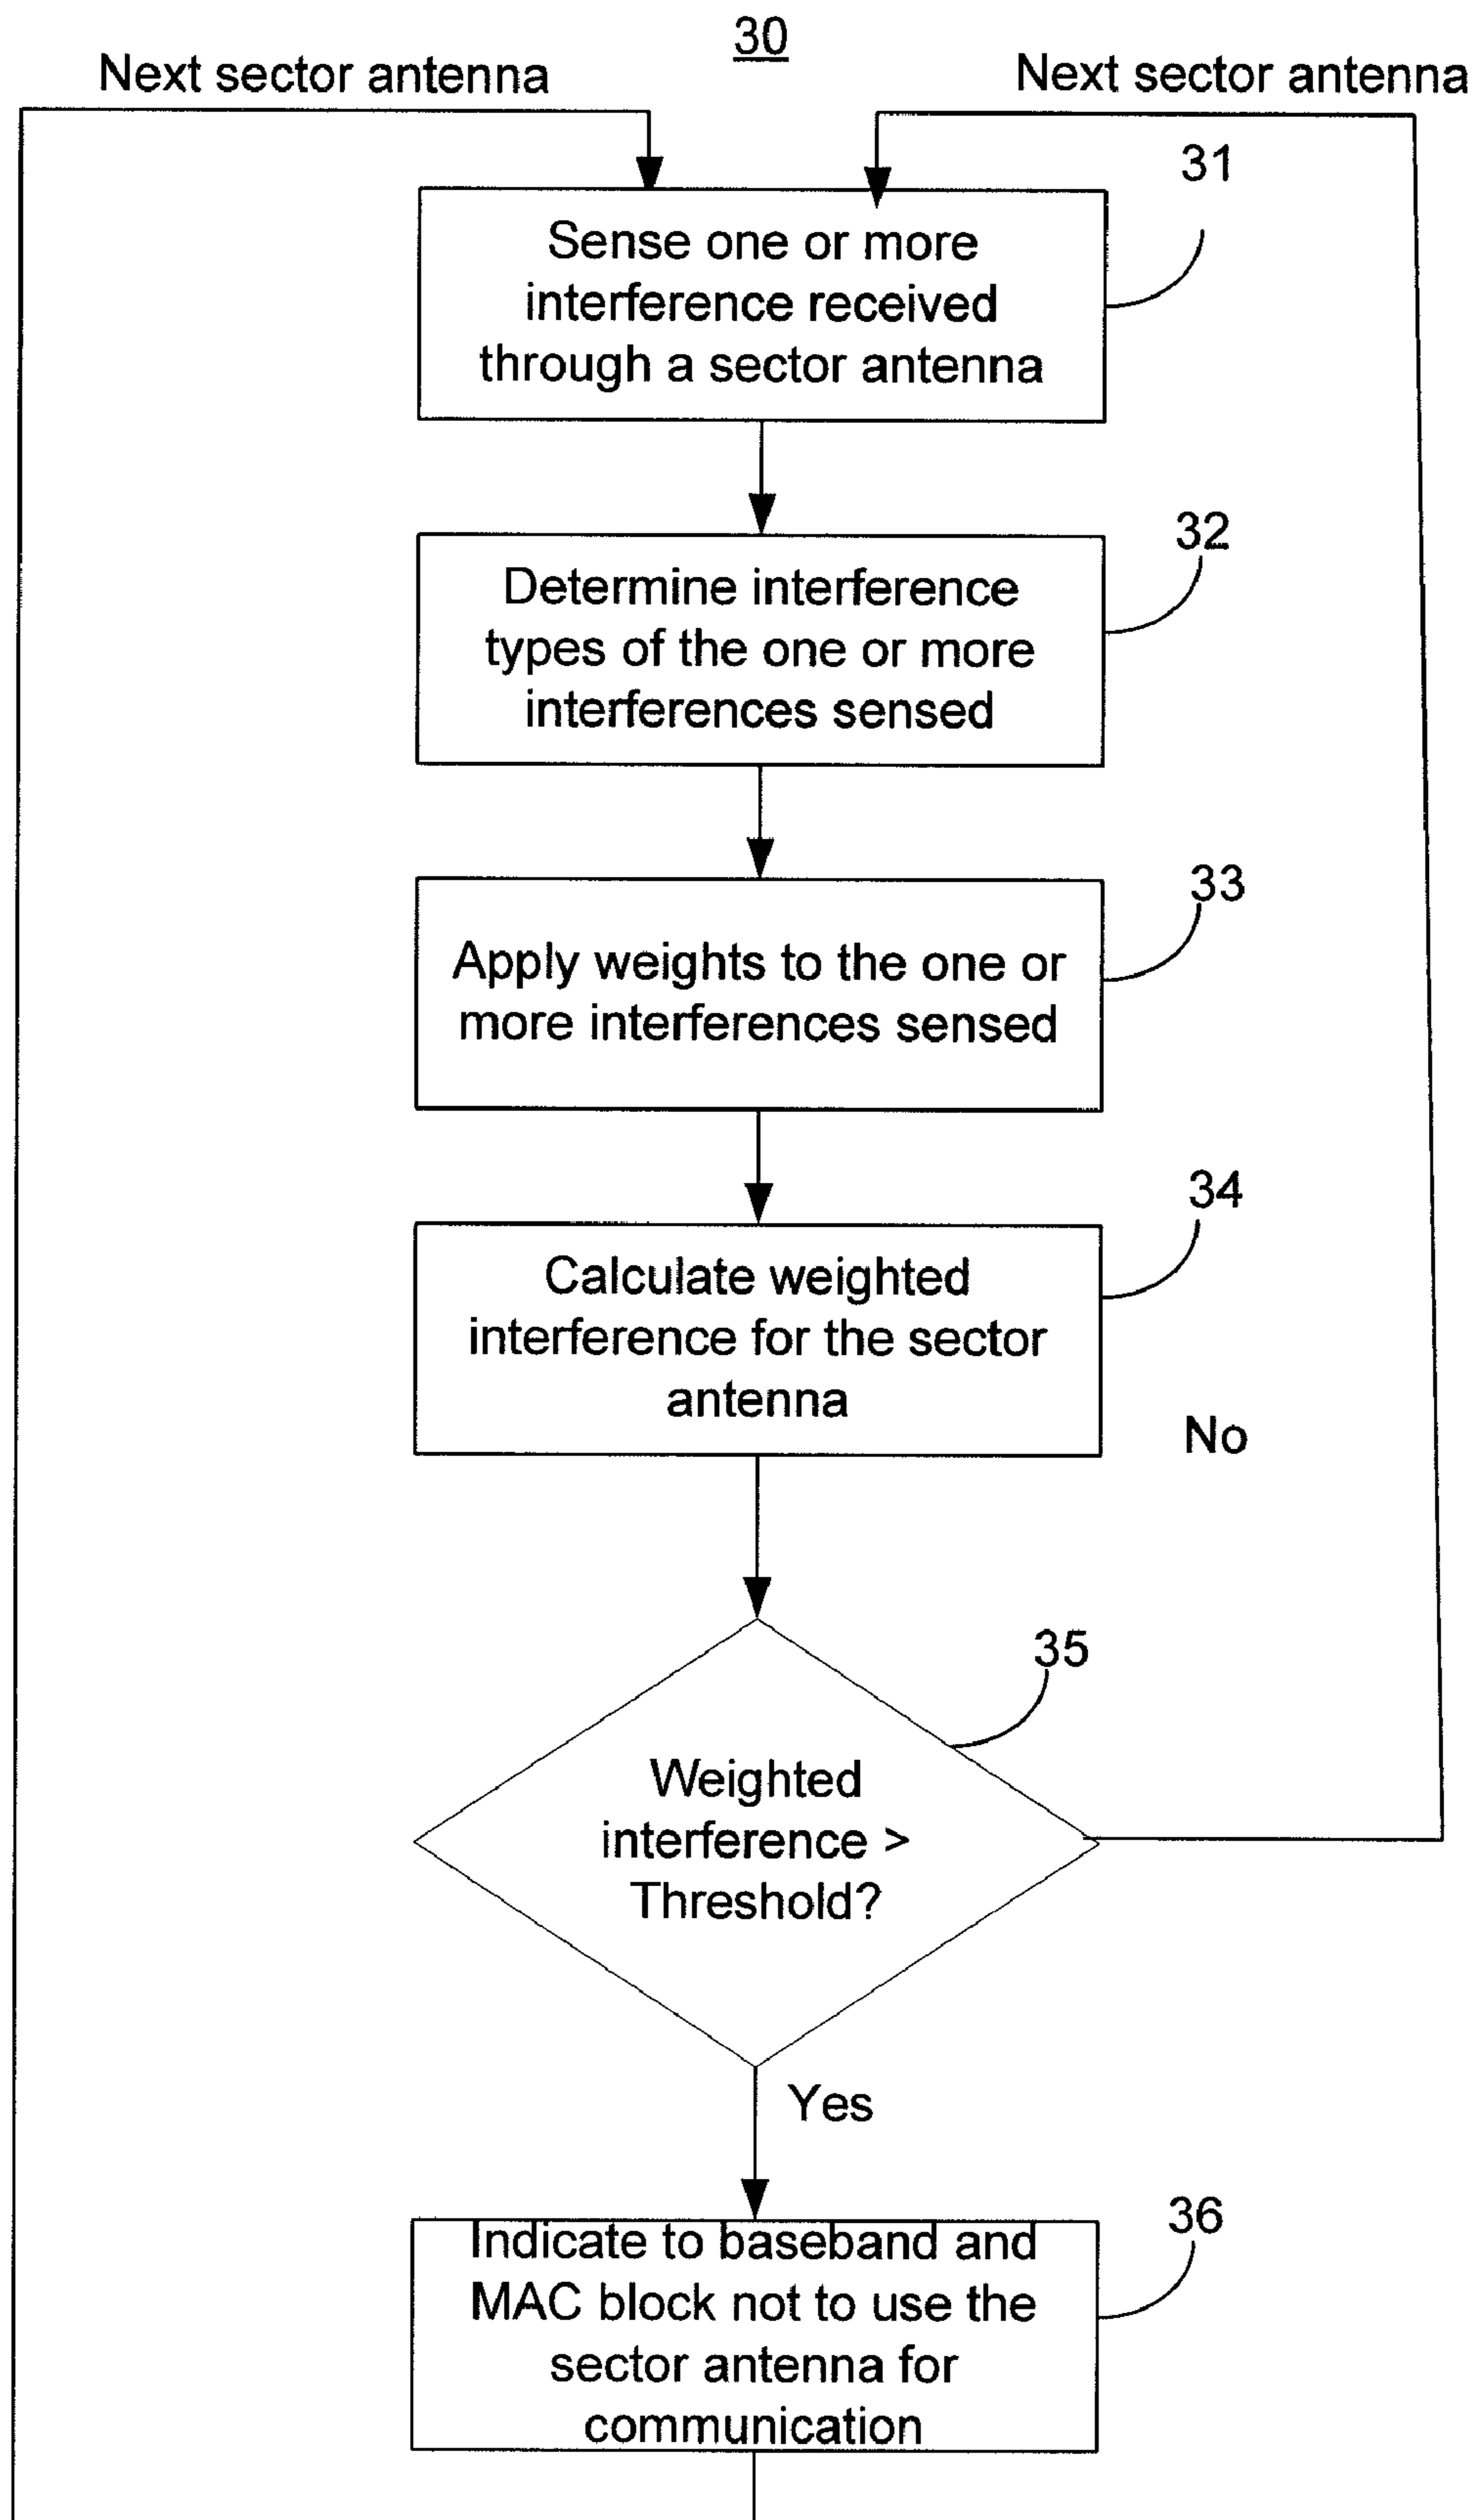 30
Next sector antenna
Next sector antenna
31
Sense one or more
interference received
through a sector antenna
32
Determine interference
types of the one or more
interferences sensed
33
Apply weights to the one or
more interferences sensed
34
Calculate weighted
interference for the sector
antenna
No
35
Weighted
interference >
Threshold?
Yes
36
Indicate to baseband and
MAC block not to use the
sector antenna for
communication